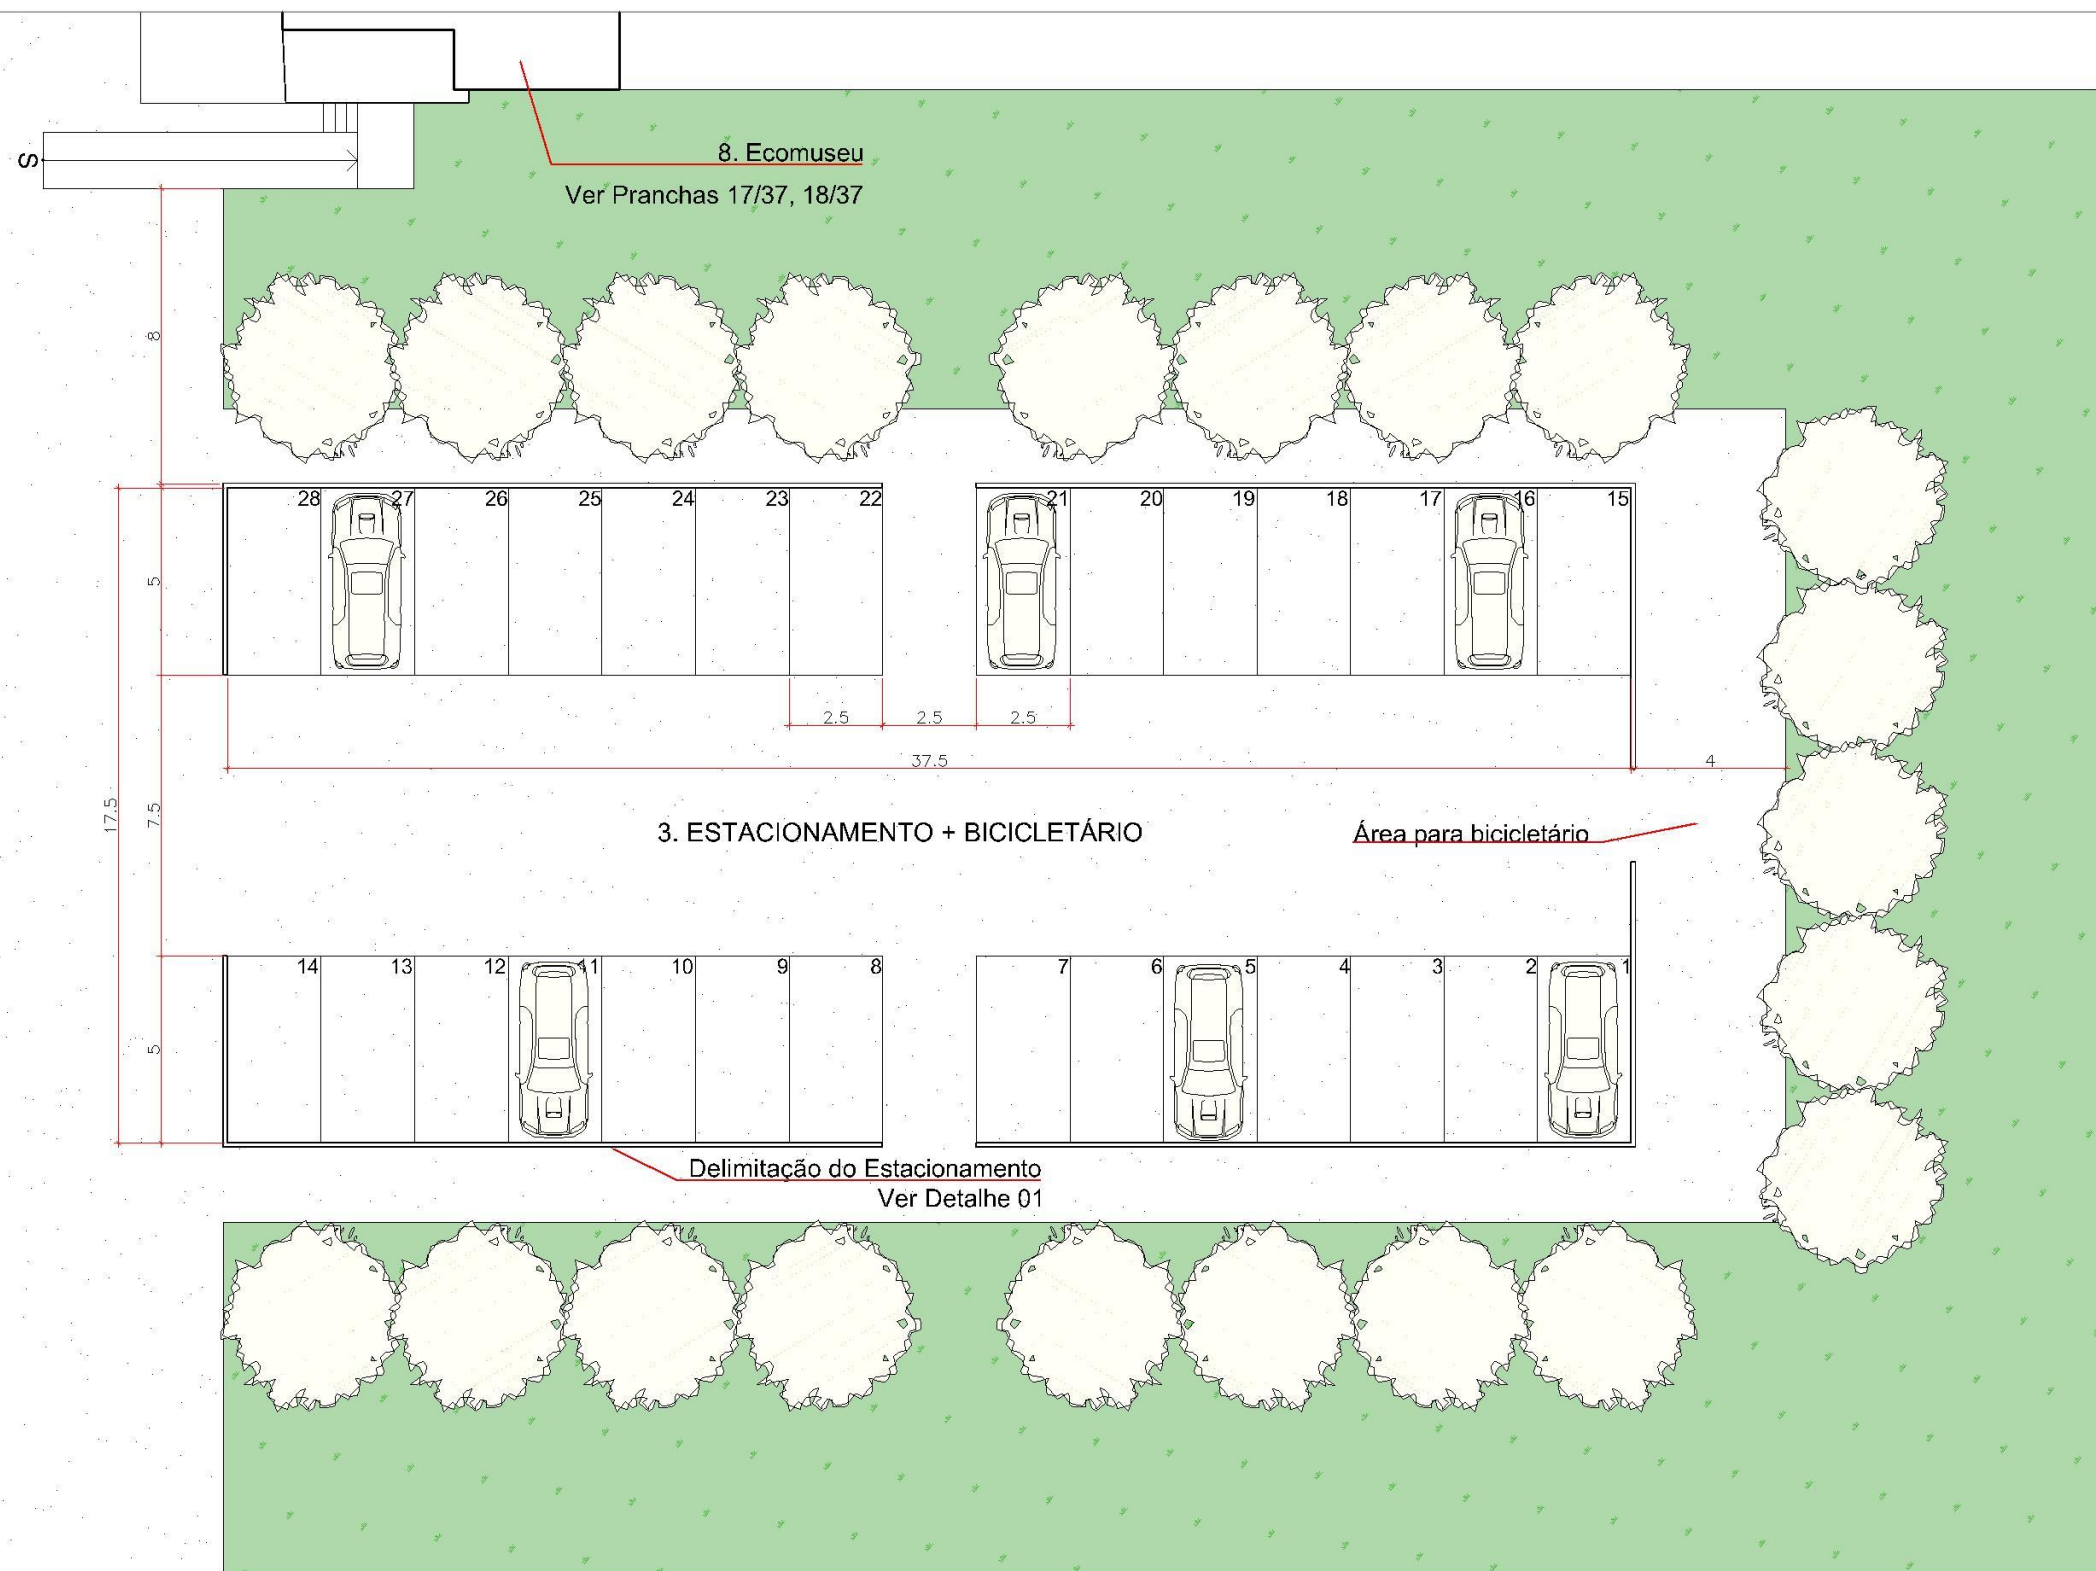 S
8. Ecomuseu
Ver Pranchas 17/37, 18/37
8
28 27 26 25 24 23 22 21 20 19 18 17 16 15
5
2.5 2.5 2.5
37.5 4
17.5
7.5
3. ESTACIONAMENTO + BICICLETÁRIO
Área para bicicletário
14 13 12 11 10 9 8 7 6 5 4 3 2 1
5
Delimitação do Estacionamento
Ver Detalhe 01